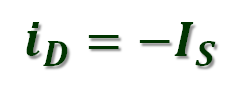 i_D = −I_S